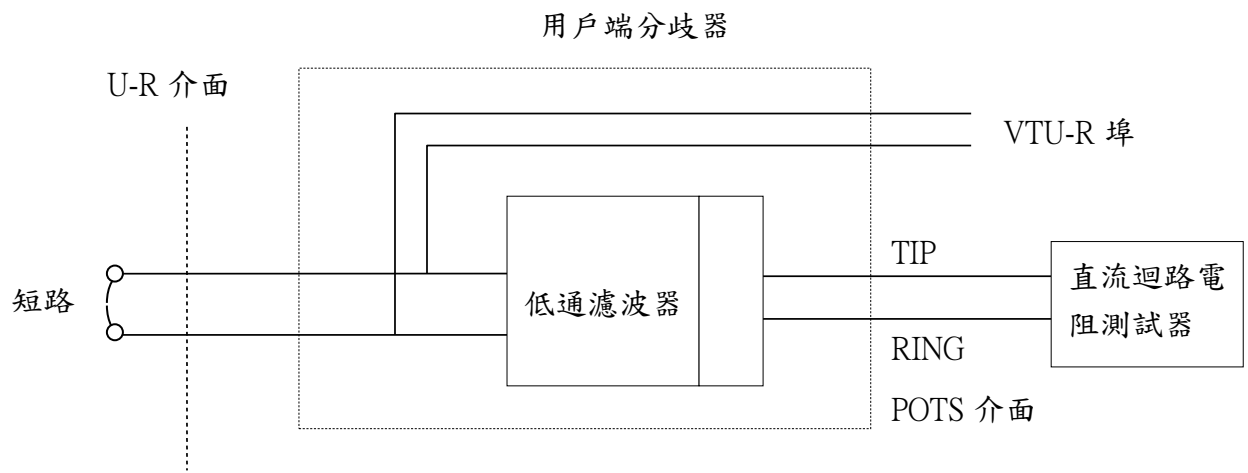 用戶端分歧器
U-R 介面
VTU-R 埠
短路
低通濾波器
TIP
RING
POTS 介面
直流迴路電
阻測試器